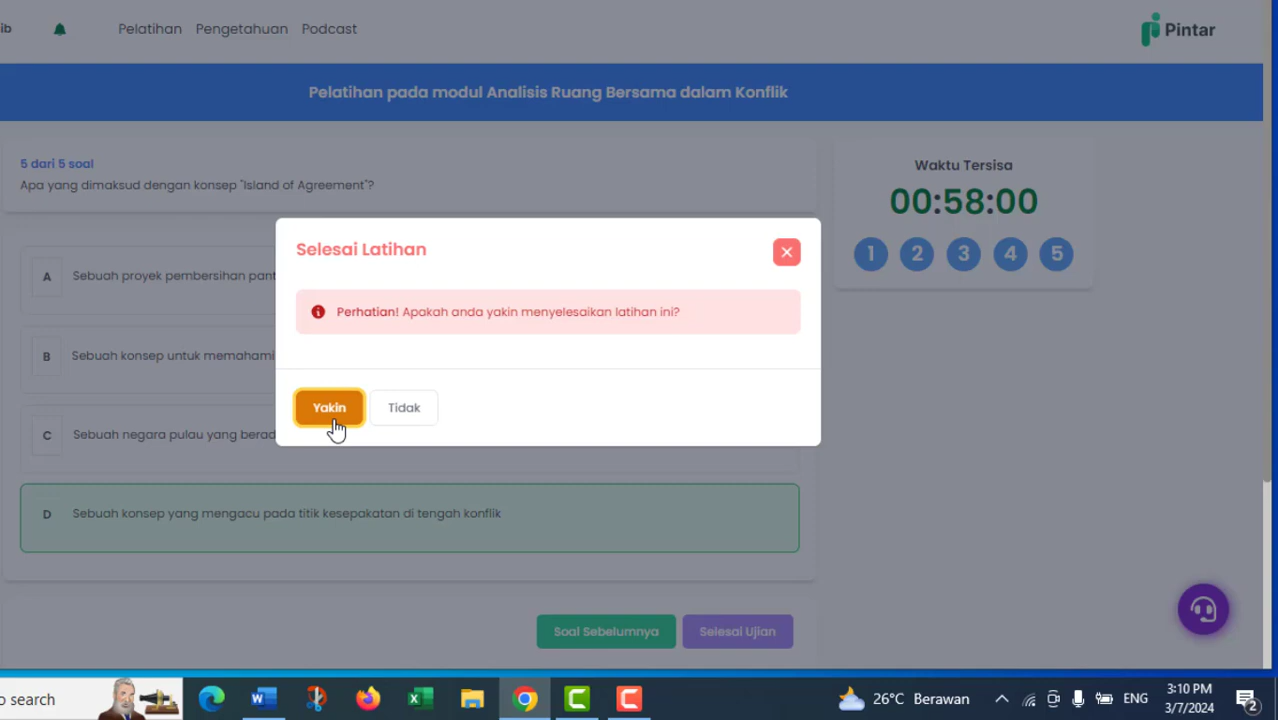 ib
Pelatihan Pengetahuan Podcast
Pintar
Pelatihan pada modul Analisis Ruang Bersama dalam Konflik
5 dari 5 soal
Apa yang dimaksud dengan konsep "Island of Agreement"?
Waktu Tersisa
00:58:00
1 2 3 4 5
Selesai Latihan
Perhatian! Apakah anda yakin menyelesaikan latihan ini?
Yakin Tidak
A Sebuah proyek pembersihan pant
B Sebuah konsep untuk memahami
C Sebuah negara pulau yang berad
D Sebuah konsep yang mengacu pada titik kesepakatan di tengah konflik
Soal Sebelumnya Selesai Ujian
o search
26°C Berawan
ENG
3:10 PM
3/7/2024
2